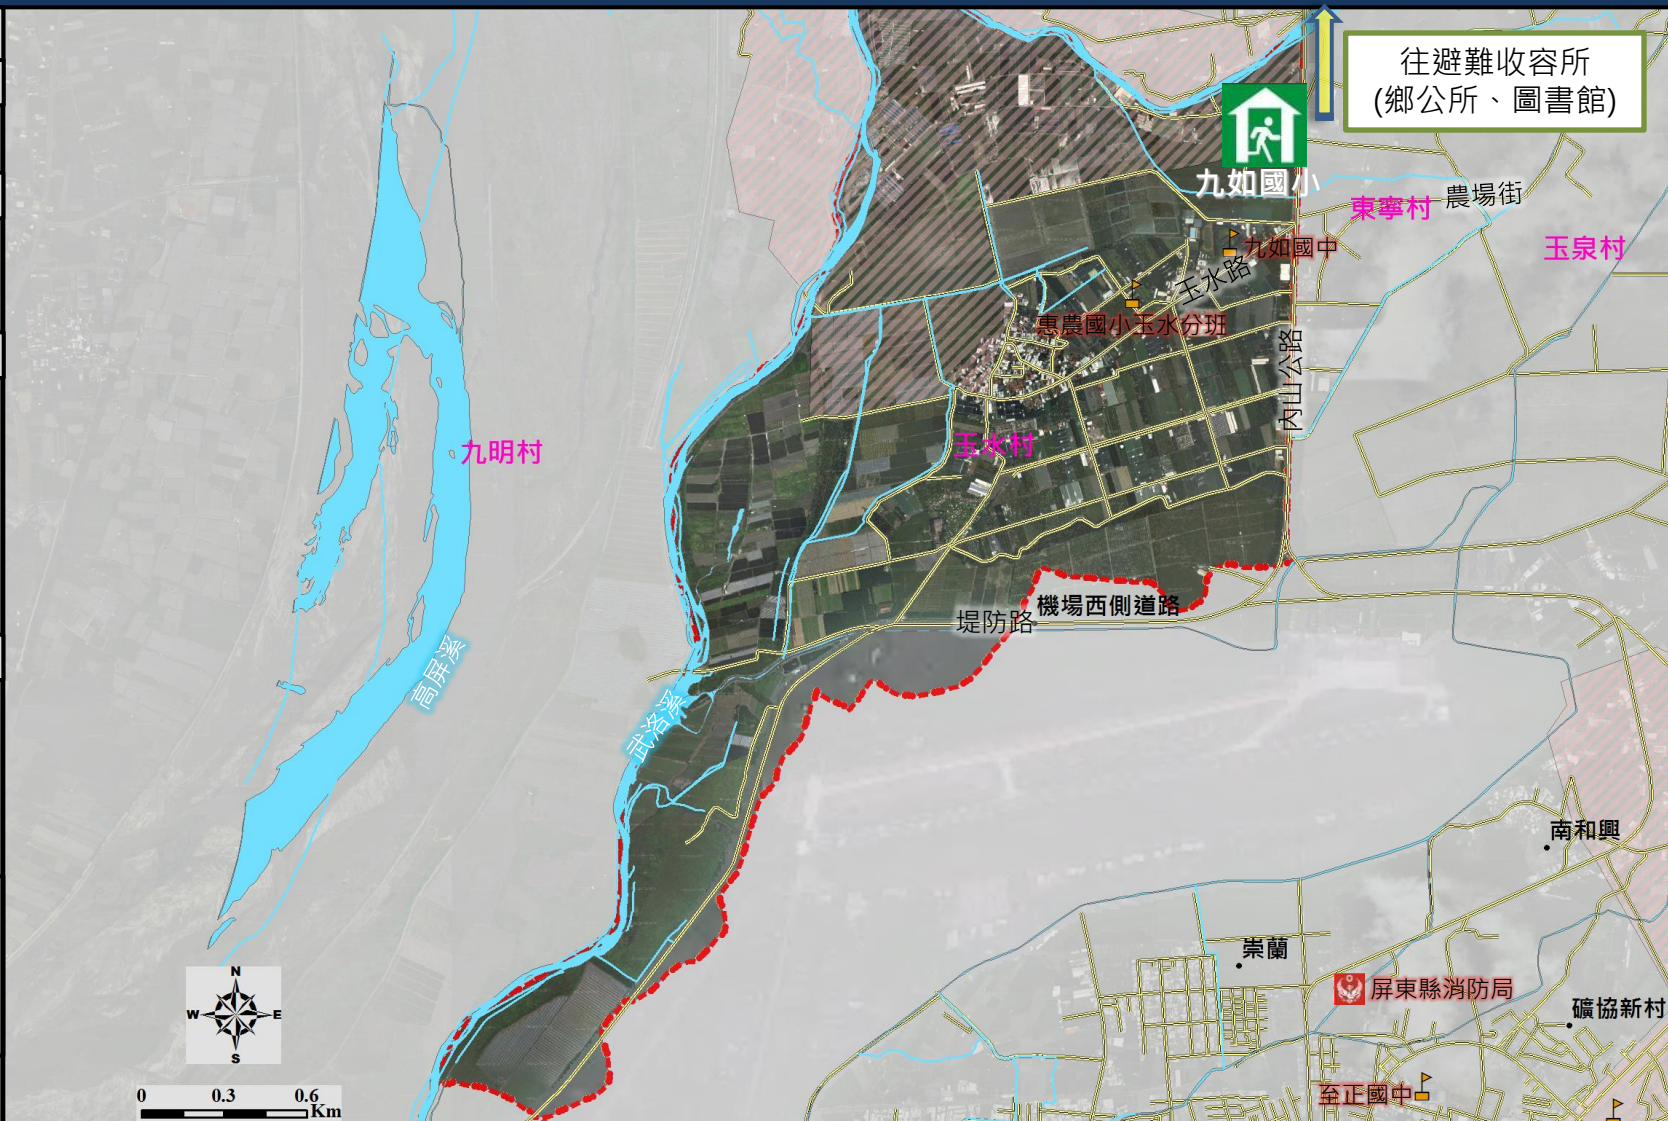 往避難收容所
(鄉公所、圖書館)
九如國小
東寧村
農場街
玉泉村
九如國中
玉水路
惠農國小玉水分班
內山公路
九明村
玉水村
機場西側道路
堤防路
高屏溪
武洛溪
南和興
崇蘭
屏東縣消防局
礦協新村
至正國中
N
W
E
S
0 0.3 0.6
Km